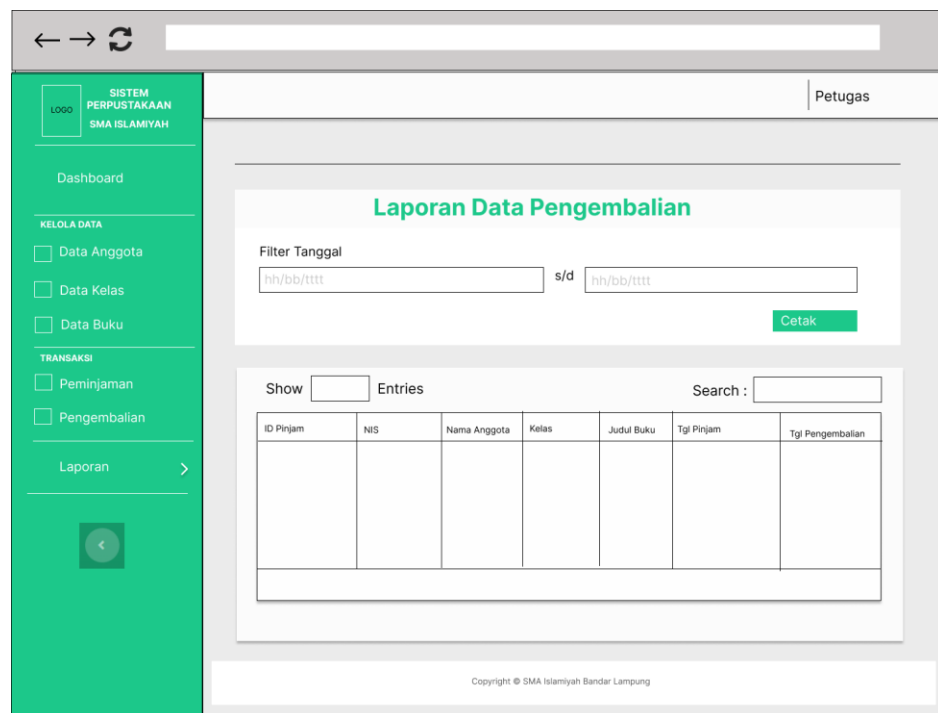 LOGO
SISTEM
PERPUSTAKAAN
SMA ISLAMIYAH
Petugas
Dashboard
KELOLA DATA
Data Anggota
Data Kelas
Data Buku
TRANSAKSI
Peminjaman
Pengembalian
Laporan
Laporan Data Pengembalian
Filter Tanggal
hh/bb/tttt s/d hh/bb/tttt
Cetak
Show Entries Search :
ID Pinjam NIS Nama Anggota Kelas Judul Buku Tgl Pinjam Tgl Pengembalian
Copyright © SMA Islamiyah Bandar Lampung